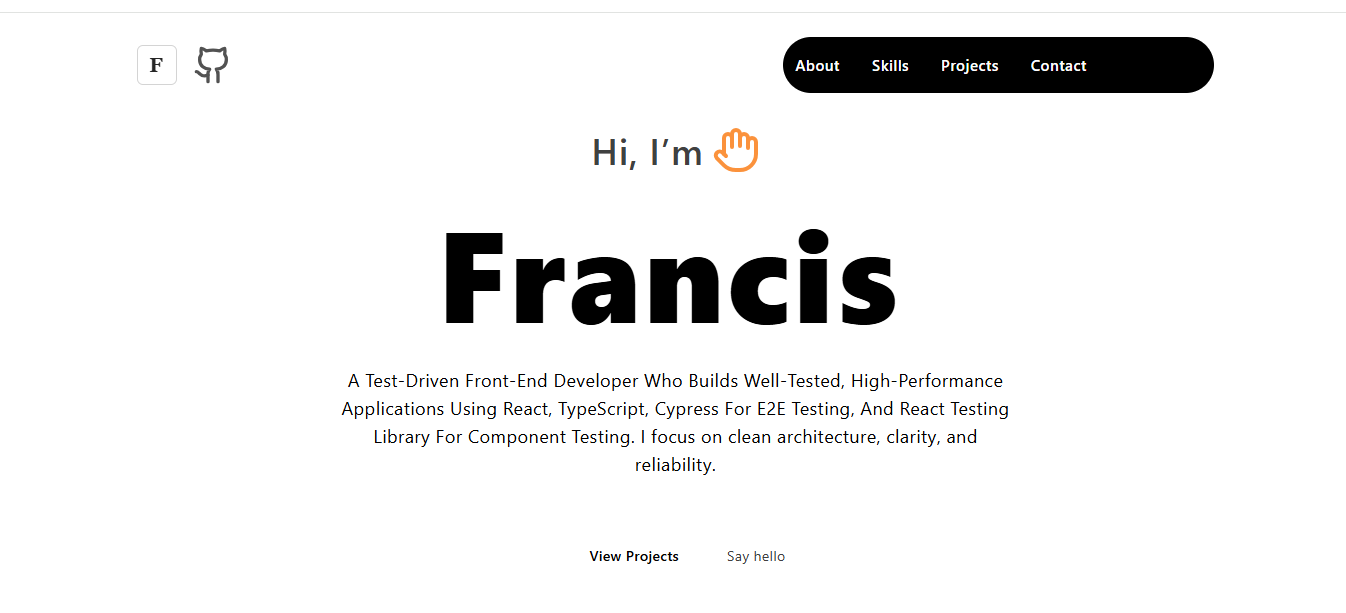 F
About Skills Projects Contact
Hi, I’m
Francis
A Test-Driven Front-End Developer Who Builds Well-Tested, High-Performance
Applications Using React, TypeScript, Cypress For E2E Testing, And React Testing
Library For Component Testing. I focus on clean architecture, clarity, and
reliability.
View Projects Say hello